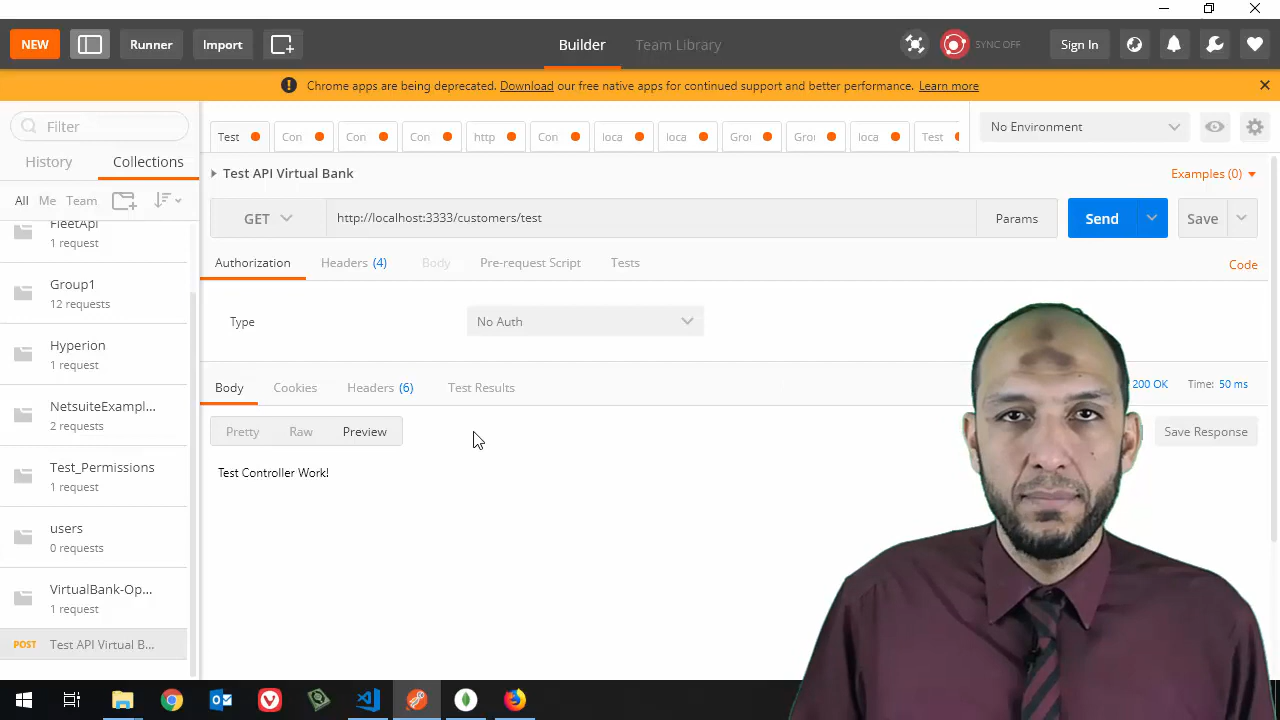 NEW
Runner
Import
Builder
Team Library
SYNC OFF
Sign In
Chrome apps are being deprecated. Download our free native apps for continued support and better performance. Learn more
Filter
History
Collections
All
Me
Team
FleetApi
1 request
Group1
12 requests
Hyperion
1 request
NetsuiteExampl...
2 requests
Test_Permissions
1 request
users
0 requests
VirtualBank-Op...
1 request
POST
Test API Virtual B...
Test
Con
Con
Con
http
Con
loca
loca
Gro
Gro
loca
Test
No Environment
Test API Virtual Bank
Examples (0)
GET
http://localhost:3333/customers/test
Params
Send
Save
Authorization
Headers (4)
Body
Pre-request Script
Tests
Code
Type
No Auth
Body
Cookies
Headers (6)
Test Results
200 OK
Time: 50 ms
Pretty
Raw
Preview
Save Response
Test Controller Work!